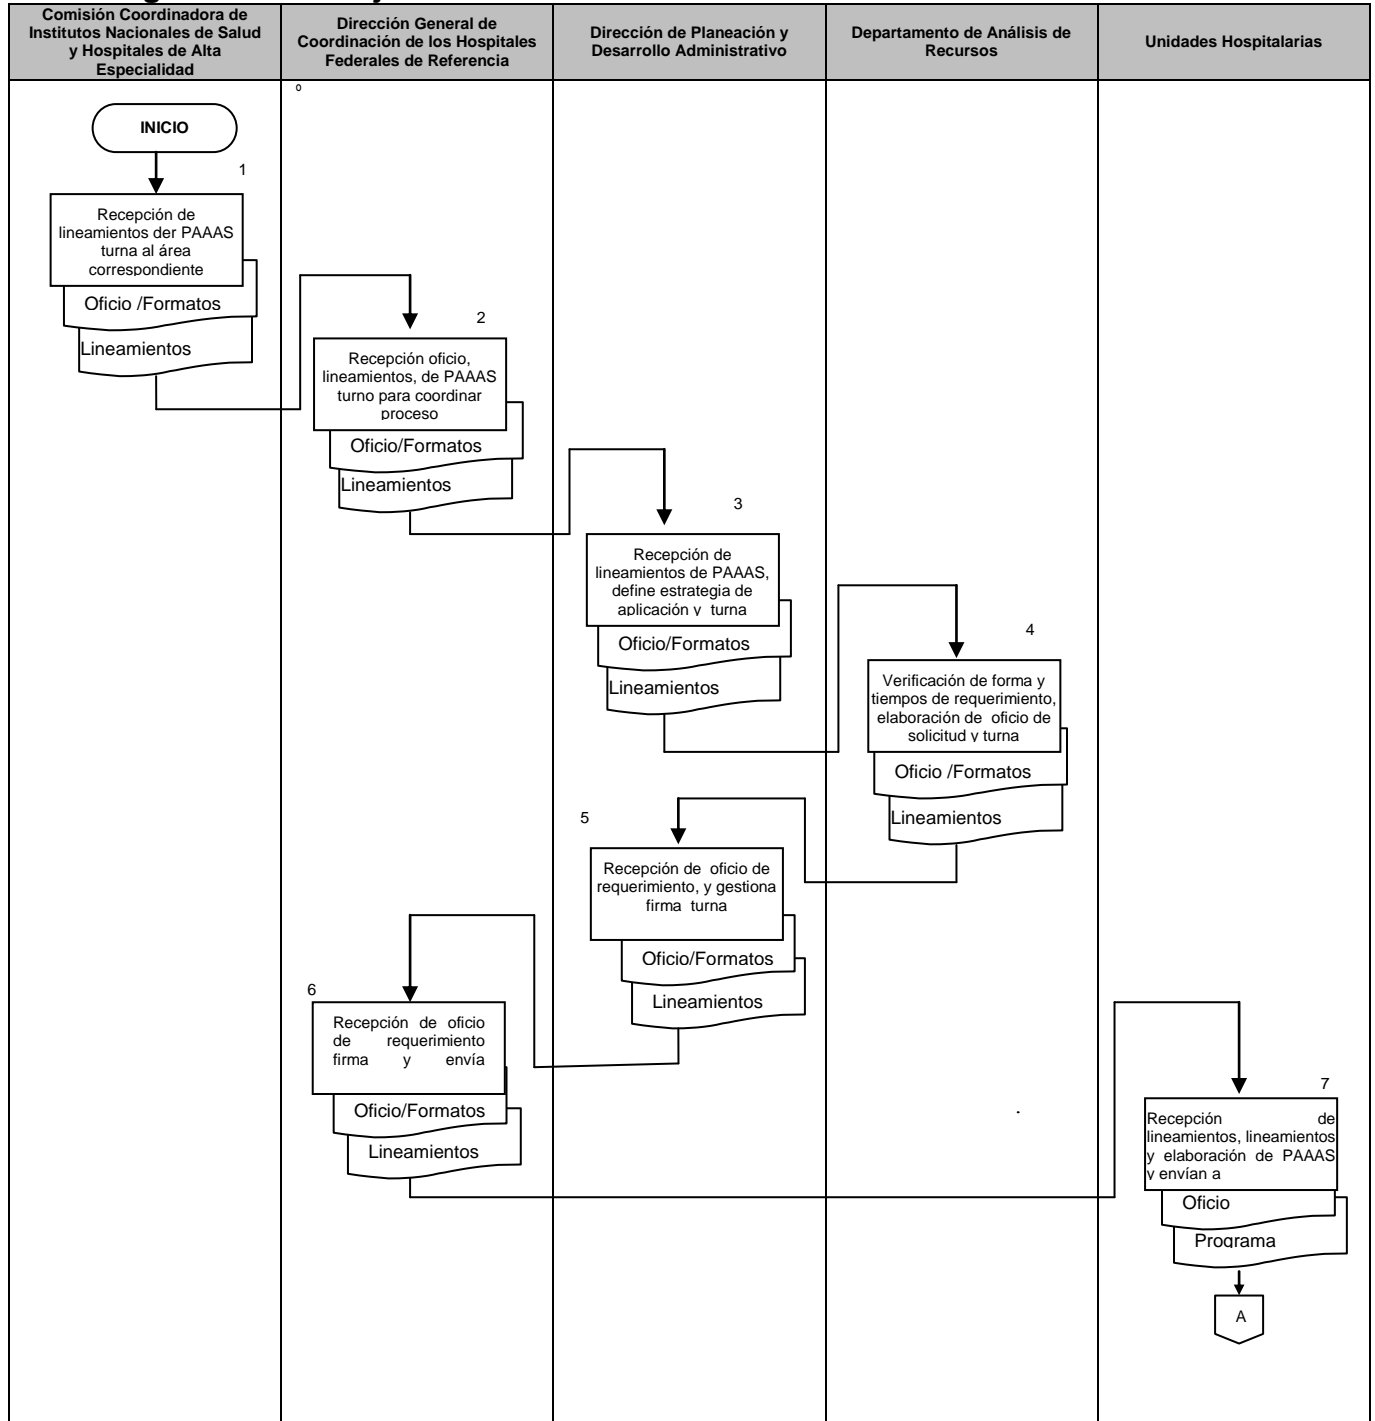 Comisión Coordinadora de
Institutos Nacionales de Salud
y Hospitales de Alta
Especialidad
Dirección General de
Coordinación de los Hospitales
Federales de Referencia
Dirección de Planeación y
Desarrollo Administrativo
Departamento de Análisis de
Recursos
Unidades Hospitalarias
o
INICIO
1
Recepción de
lineamientos der PAAAS
turna al área
correspondiente
Oficio /Formatos
Lineamientos
2
Recepción oficio,
lineamientos, de PAAAS
turno para coordinar
proceso
Oficio/Formatos
Lineamientos
3
Recepción de
lineamientos de PAAAS,
define estrategia de
aplicación y turna
Oficio/Formatos
Lineamientos
4
Verificación de forma y
tiempos de requerimiento,
elaboración de oficio de
solicitud y turna
Oficio /Formatos
Lineamientos
5
Recepción de oficio de
requerimiento, y gestiona
firma turna
Oficio/Formatos
Lineamientos
6
Recepción de oficio
de requerimiento
firma y envía
Oficio/Formatos
Lineamientos
7
Recepción de
lineamientos, lineamientos
y elaboración de PAAAS
y envían a
Oficio
Programa
A